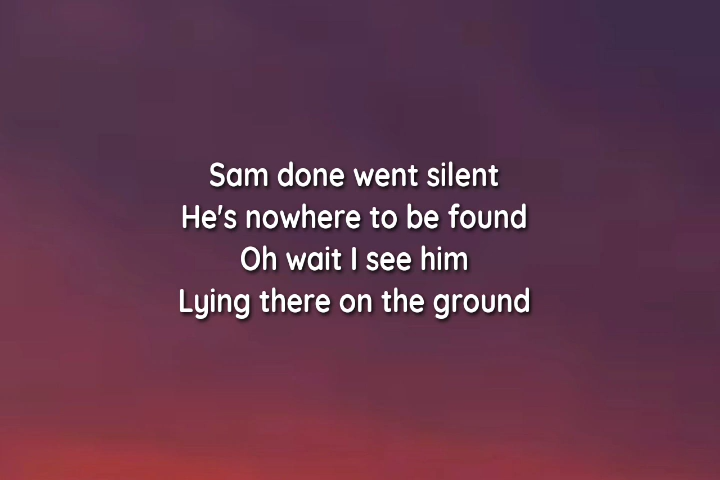 Sam done went silent
He's nowhere to be found
Oh wait I see him
Lying there on the ground